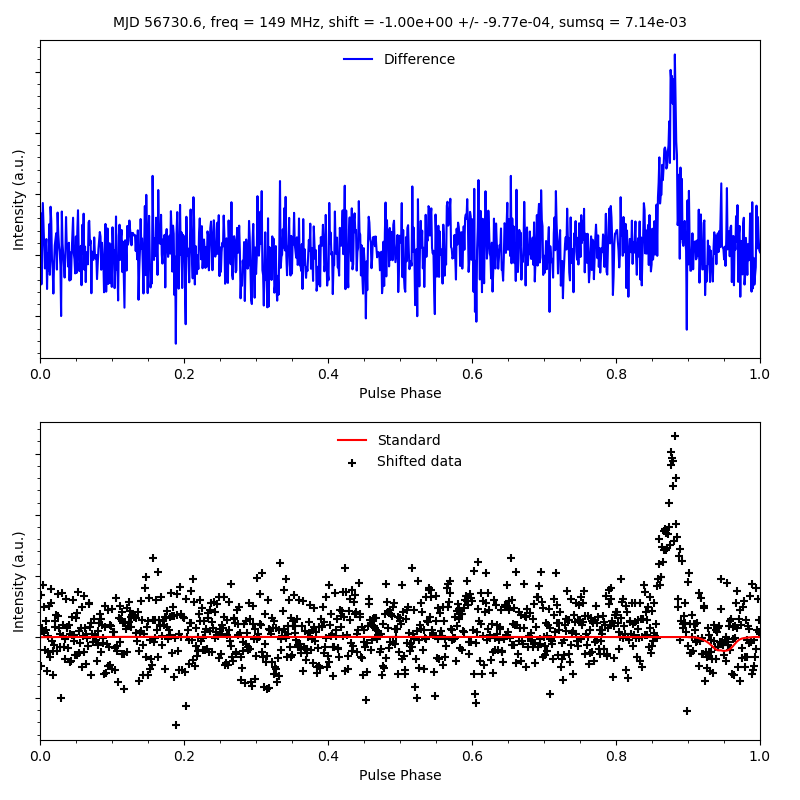 MJD 56730.6, freq = 149 MHz, shift = -1.00e+00 +/- -9.77e-04, sumsq = 7.14e-03
Difference
Intensity (a.u.)
0.0 0.2 0.4 0.6 0.8 1.0
Pulse Phase
Standard
Shifted data
Intensity (a.u.)
0.0 0.2 0.4 0.6 0.8 1.0
Pulse Phase